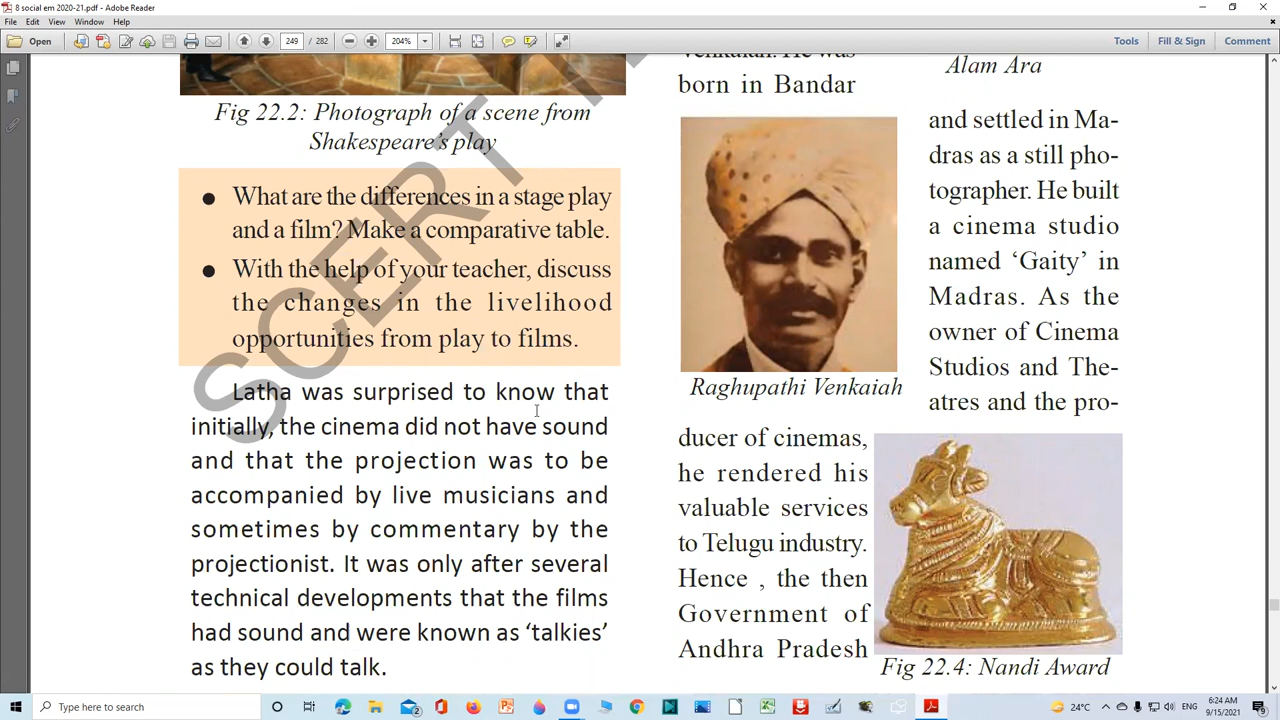 8 social em 2020-21.pdf - Adobe Reader
File Edit View Window Help
Open 249 / 282 204% Tools Fill & Sign Comment
Fig 22.2: Photograph of a scene from
Shakespeare's play
● What are the differences in a stage play
and a film? Make a comparative table.
● With the help of your teacher, discuss
the changes in the livelihood
opportunities from play to films.
Latha was surprised to know that
initially, the cinema did not have sound
and that the projection was to be
accompanied by live musicians and
sometimes by commentary by the
projectionist. It was only after several
technical developments that the films
had sound and were known as ‘talkies’
as they could talk.
SCERT
born in Bandar
Alam Ara
Raghupathi Venkaiah
and settled in Ma-
dras as a still pho-
tographer. He built
a cinema studio
named ‘Gaity’ in
Madras. As the
owner of Cinema
Studios and The-
atres and the pro-
ducer of cinemas,
he rendered his
valuable services
to Telugu industry.
Hence , the then
Government of
Andhra Pradesh
Fig 22.4: Nandi Award
Type here to search
24°C
ENG
6:24 AM
9/15/2021